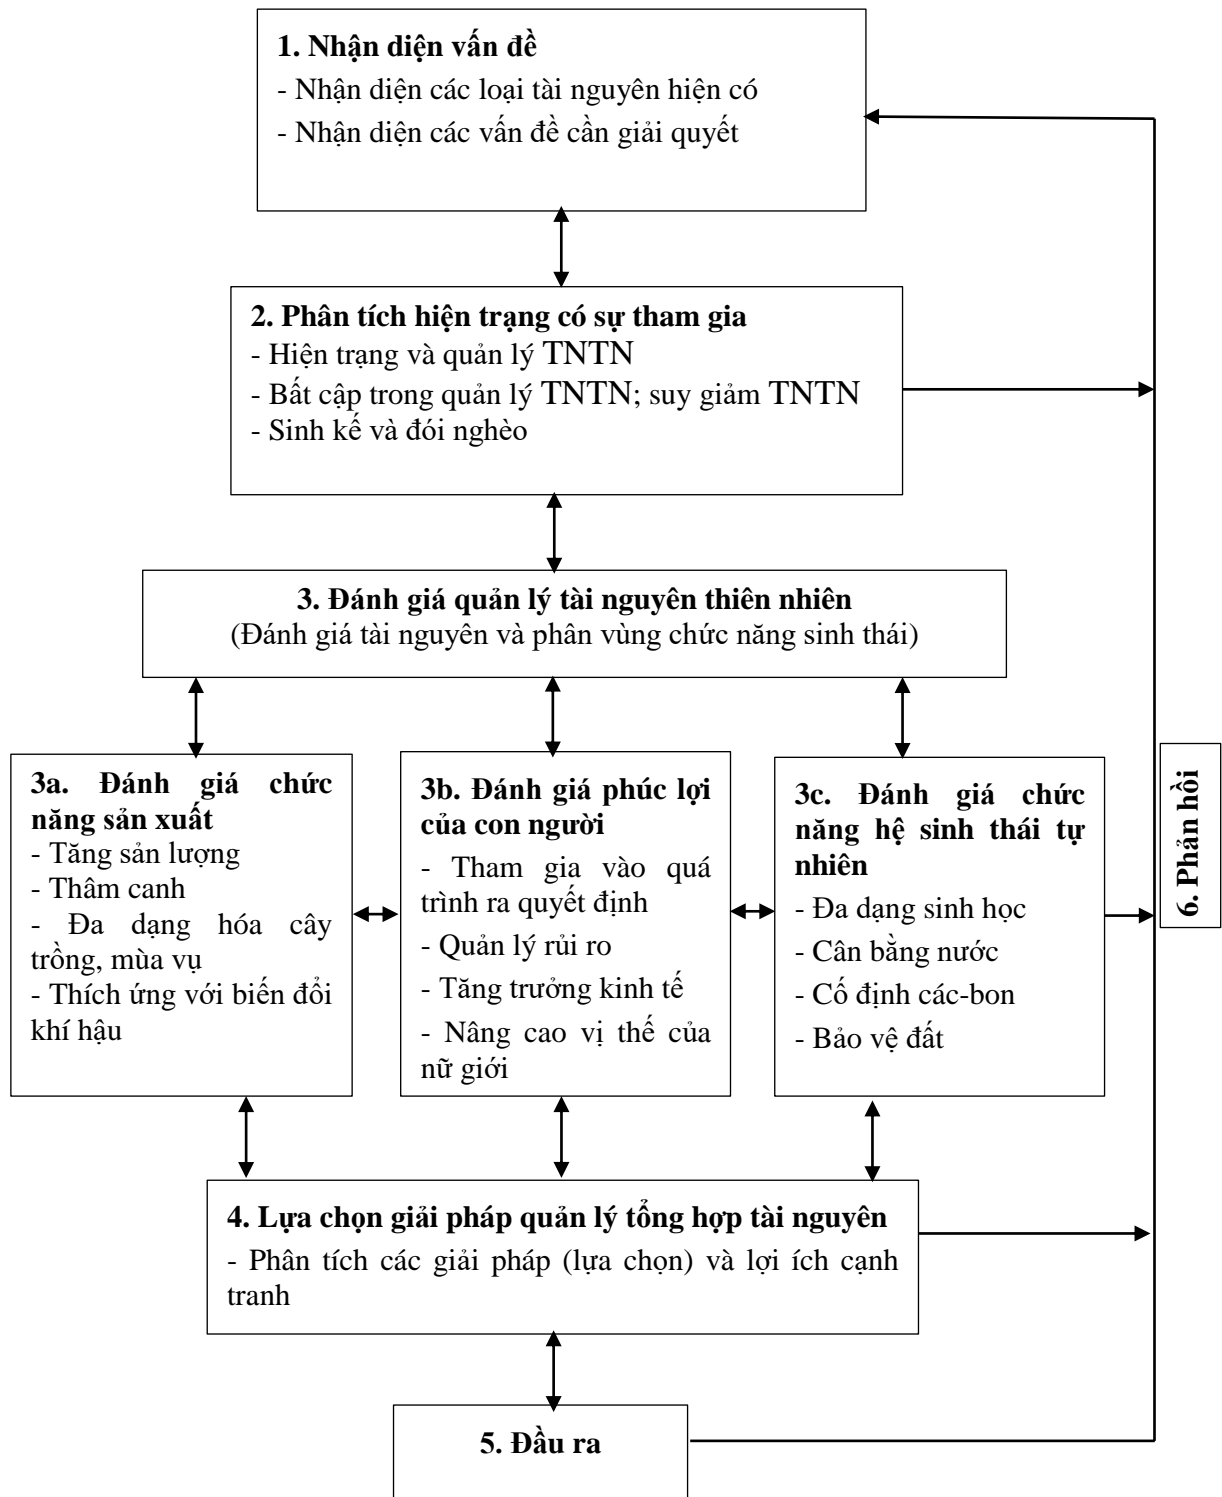 1. Nhận diện vấn đề
- Nhận diện các loại tài nguyên hiện có
- Nhận diện các vấn đề cần giải quyết
2. Phân tích hiện trạng có sự tham gia
- Hiện trạng và quản lý TNTN
- Bất cập trong quản lý TNTN; suy giảm TNTN
- Sinh kế và đói nghèo
3. Đánh giá quản lý tài nguyên thiên nhiên
(Đánh giá tài nguyên và phân vùng chức năng sinh thái)
3a. Đánh giá chức
năng sản xuất
- Tăng sản lượng
- Thâm canh
- Đa dạng hóa cây
trồng, mùa vụ
- Thích ứng với biến đổi
khí hậu
3b. Đánh giá phúc lợi
của con người
- Tham gia vào quá
trình ra quyết định
- Quản lý rủi ro
- Tăng trưởng kinh tế
- Nâng cao vị thế của
nữ giới
3c. Đánh giá chức
năng hệ sinh thái tự
nhiên
- Đa dạng sinh học
- Cân bằng nước
- Cố định các-bon
- Bảo vệ đất
6. Phản hồi
4. Lựa chọn giải pháp quản lý tổng hợp tài nguyên
- Phân tích các giải pháp (lựa chọn) và lợi ích cạnh
tranh
5. Đầu ra